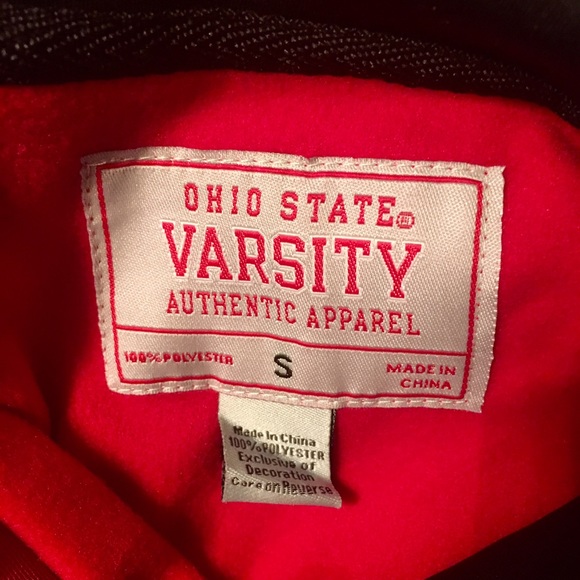 OHIO STATE
VARSITY
AUTHENTIC APPAREL
100% POLYESTER
S
MADE IN
CHINA
Made In China
100%POLYESTER
Exclusive of
Decoration
Care on Reverse